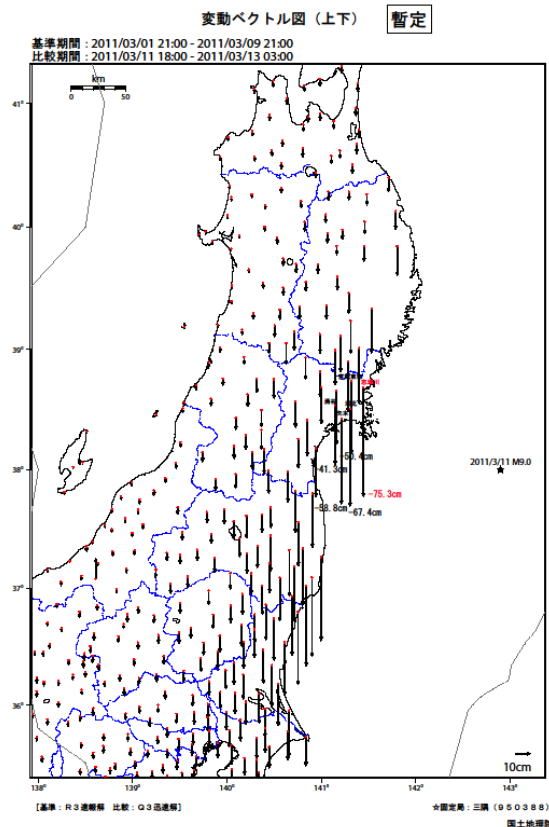 変動ベクトル図（上下） 暫定
基準期間：2011/03/01 21:00 - 2011/03/09 21:00
比較期間：2011/03/11 18:00 - 2011/03/13 03:00
km
0 50
41°
40°
39°
38°
37°
36°
志津川
-50.4cm
-41.3cm
-75.3cm
-58.8cm
-67.4cm
2011/3/11 M9.0
10cm
138° 139° 140° 141° 142° 143°
[基準：R3速報解 比較：Q3迅速解]
☆固定局：三隅（950388）
国土地理院